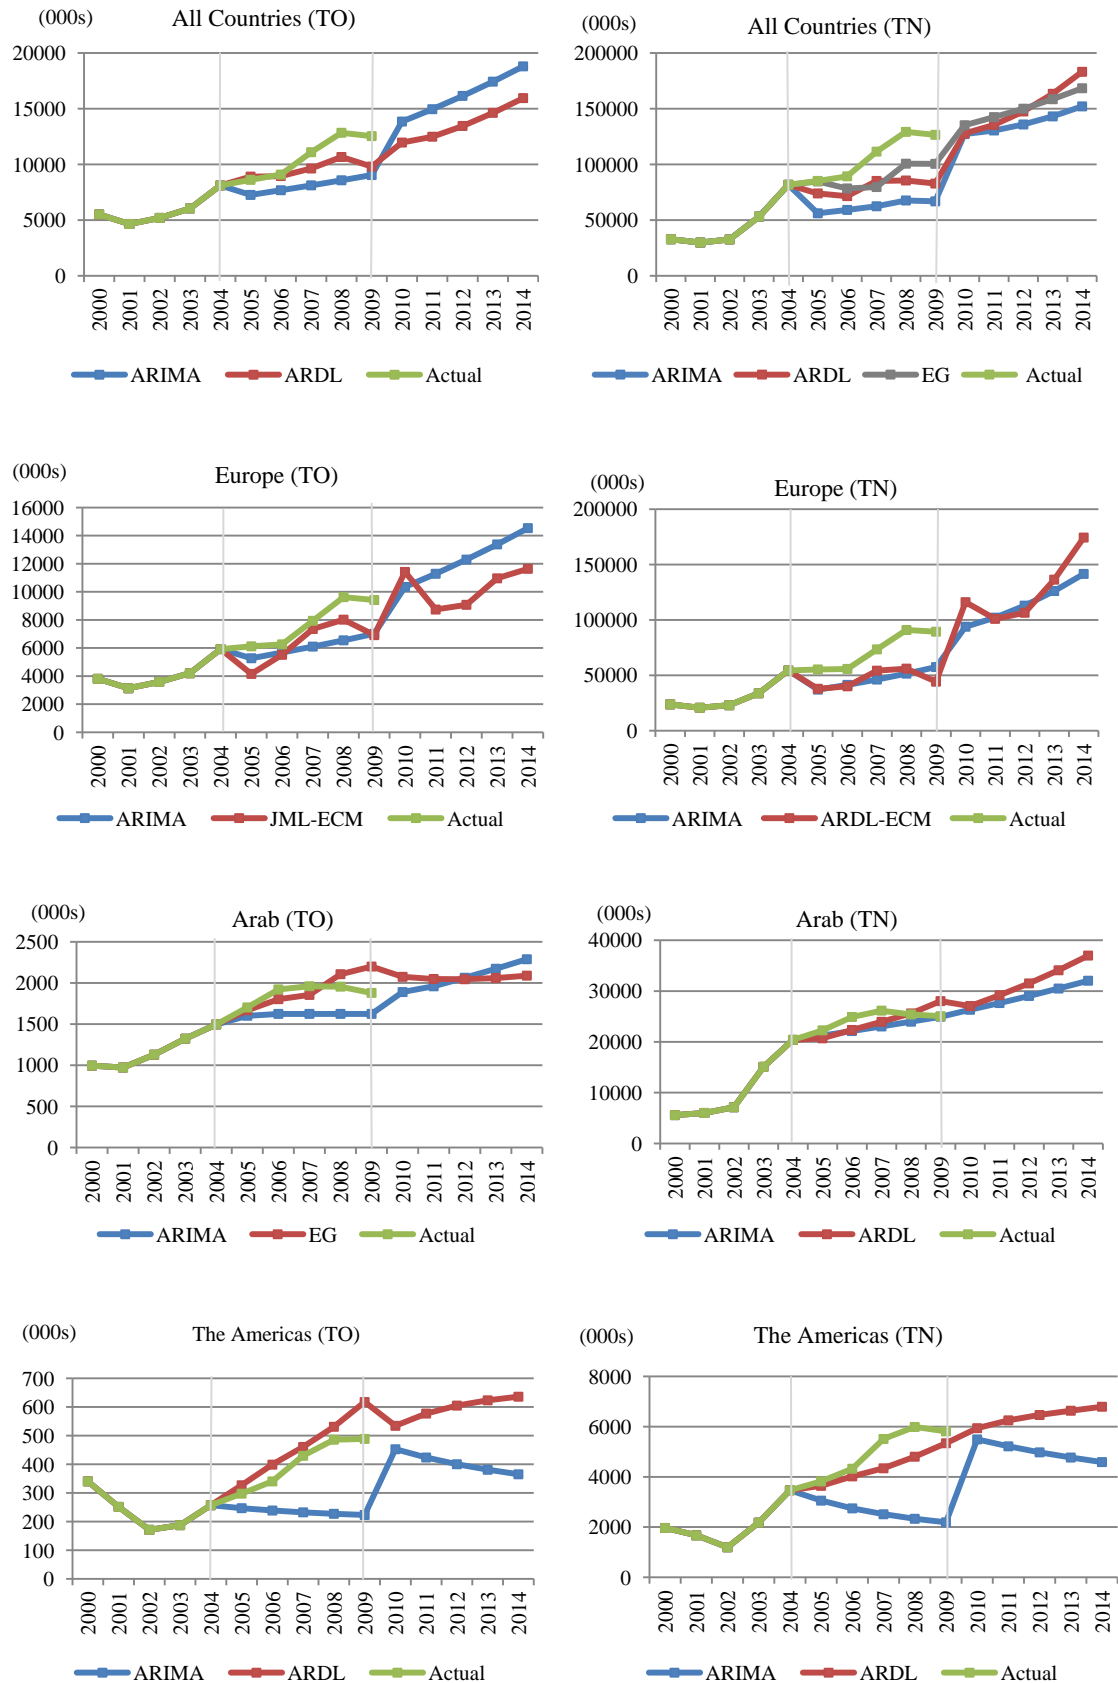 (000s)
All Countries (TO)
20000
15000
10000
5000
0
2000 2001 2002 2003 2004 2005 2006 2007 2008 2009 2010 2011 2012 2013 2014
ARIMA ARDL Actual
(000s)
All Countries (TN)
200000
150000
100000
50000
0
2000 2001 2002 2003 2004 2005 2006 2007 2008 2009 2010 2011 2012 2013 2014
ARIMA ARDL EG Actual
(000s)
Europe (TO)
16000
14000
12000
10000
8000
6000
4000
2000
0
2000 2001 2002 2003 2004 2005 2006 2007 2008 2009 2010 2011 2012 2013 2014
ARIMA JML-ECM Actual
(000s)
Europe (TN)
200000
150000
100000
50000
0
2000 2001 2002 2003 2004 2005 2006 2007 2008 2009 2010 2011 2012 2013 2014
ARIMA ARDL-ECM Actual
(000s)
Arab (TO)
2500
2000
1500
1000
500
0
2000 2001 2002 2003 2004 2005 2006 2007 2008 2009 2010 2011 2012 2013 2014
ARIMA EG Actual
(000s)
Arab (TN)
40000
30000
20000
10000
0
2000 2001 2002 2003 2004 2005 2006 2007 2008 2009 2010 2011 2012 2013 2014
ARIMA ARDL Actual
(000s)
The Americas (TO)
700
600
500
400
300
200
100
0
2000 2001 2002 2003 2004 2005 2006 2007 2008 2009 2010 2011 2012 2013 2014
ARIMA ARDL Actual
(000s)
The Americas (TN)
8000
6000
4000
2000
0
2000 2001 2002 2003 2004 2005 2006 2007 2008 2009 2010 2011 2012 2013 2014
ARIMA ARDL Actual